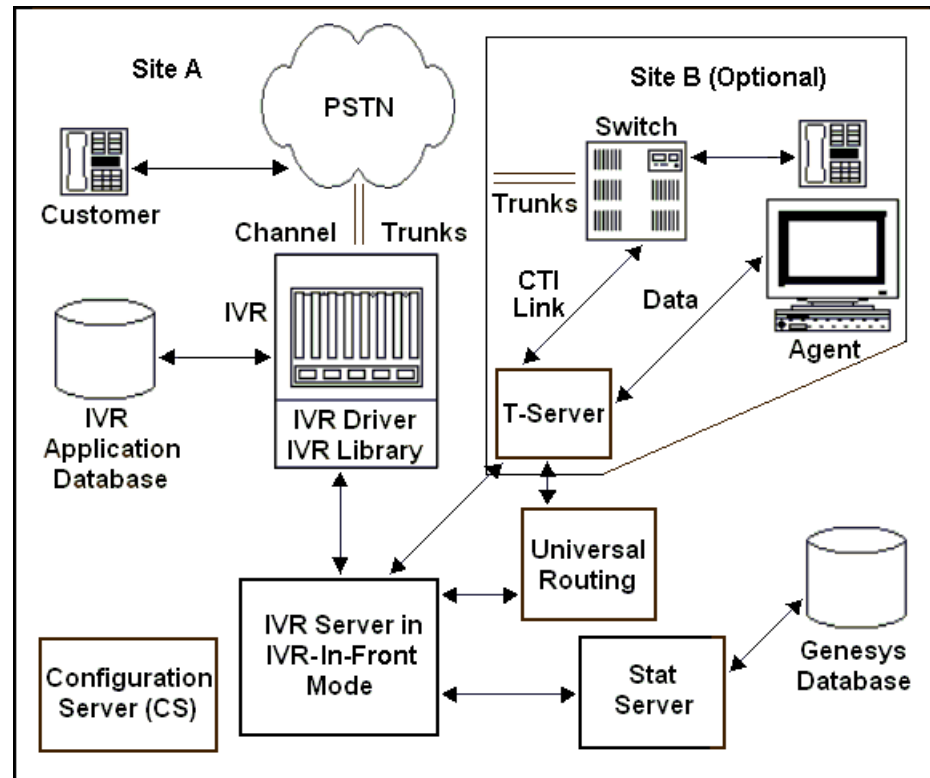 Site A
PSTN
Site B (Optional)
Switch
Customer
Channel
Trunks
Trunks
IVR
CTI
Link
Data
Agent
IVR
Application
Database
IVR Driver
IVR Library
T-Server
Universal
Routing
IVR Server in
IVR-In-Front
Mode
Configuration
Server (CS)
Stat
Server
Genesys
Database